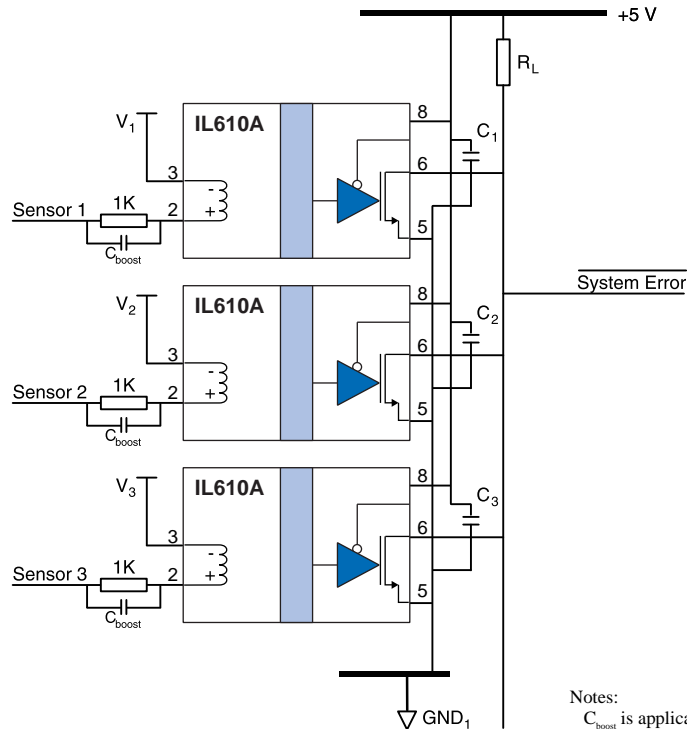 +5 V
R_L
IL610A
8
C_1
V_1
6
3
-
1K
Sensor 1
2
+
5
C_boost
System Error
IL610A
8
V_2
C_2
6
3
-
1K
Sensor 2
2
+
5
C_boost
IL610A
8
V_3
C_3
6
3
-
1K
Sensor 3
2
+
5
C_boost
GND_1
Notes:
C_boost is applica